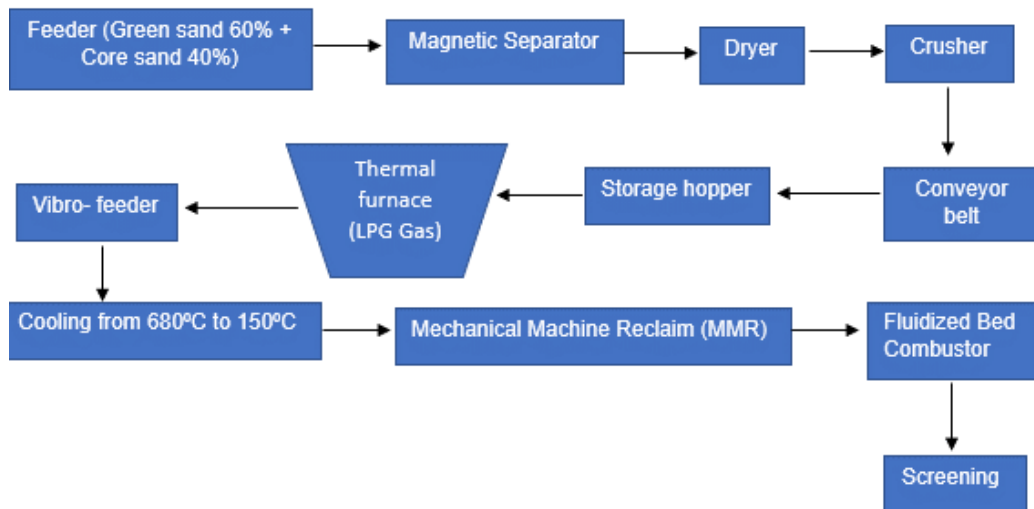 Feeder (Green sand 60% +
Core sand 40%)
Magnetic Separator
Dryer
Crusher
Conveyor
belt
Storage hopper
Thermal
furnace
(LPG Gas)
Vibro- feeder
Cooling from 680ºC to 150ºC
Mechanical Machine Reclaim (MMR)
Fluidized Bed
Combustor
Screening